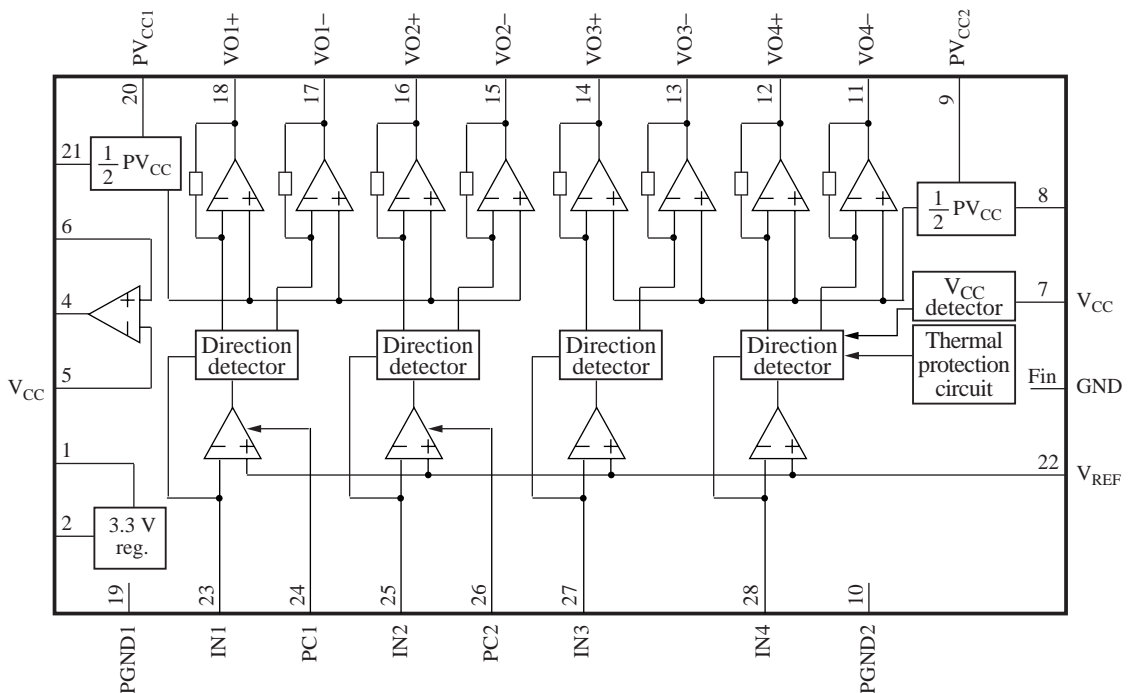 PVCC1
VO1+
VO1−
VO2+
VO2−
VO3+
VO3−
VO4+
VO4−
PVCC2
20
18
17
16
15
14
13
12
11
9
21
1/2 PVCC
1/2 PVCC
8
− +
− +
− +
− +
− +
− +
− +
− +
6
4
+
−
5
VCC
VCC
detector
7
VCC
Direction
detector
Direction
detector
Direction
detector
Direction
detector
Thermal
protection
circuit
Fin
GND
− +
− +
− +
− +
1
2
3.3 V
reg.
22
VREF
19
23
24
25
26
27
28
10
PGND1
IN1
PC1
IN2
PC2
IN3
IN4
PGND2